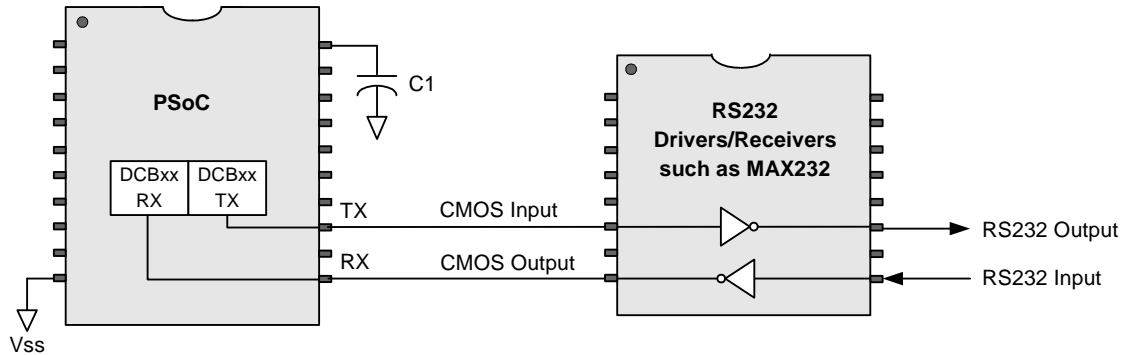 PSoC
DCBxx
RX
DCBxx
TX
C1
TX
RX
CMOS Input
CMOS Output
RS232
Drivers/Receivers
such as MAX232
RS232 Output
RS232 Input
Vss